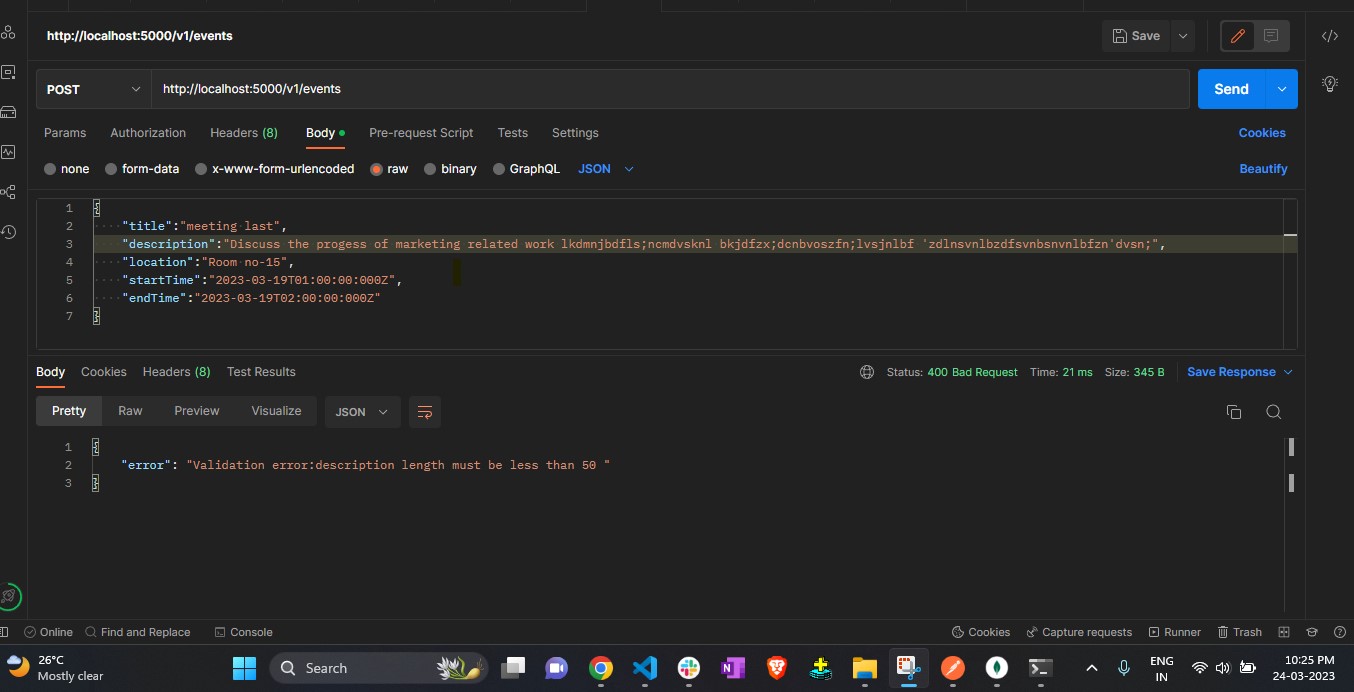 http://localhost:5000/v1/events
Save
POST
http://localhost:5000/v1/events
Send
Params Authorization Headers (8) Body Pre-request Script Tests Settings Cookies
none form-data x-www-form-urlencoded raw binary GraphQL JSON Beautify
1 {
2 "title":"meeting last",
3 "description":"Discuss the progess of marketing related work lkdmnjbdfls;ncmdvsknl bkjdfzx;dcnbvoszfn;lvsjnlbf 'zdlnsvnlbzdfsvnbsnvnlbfzn'dvsn;",
4 "location":"Room no-15",
5 "startTime":"2023-03-19T01:00:00:000Z",
6 "endTime":"2023-03-19T02:00:00:000Z"
7 }
Body Cookies Headers (8) Test Results Status: 400 Bad Request Time: 21 ms Size: 345 B Save Response
Pretty Raw Preview Visualize JSON
1 {
2 "error": "Validation error:description length must be less than 50 "
3 }
Online Find and Replace Console Cookies Capture requests Runner Trash
26°C
Mostly clear
Search
ENG
IN
10:25 PM
24-03-2023